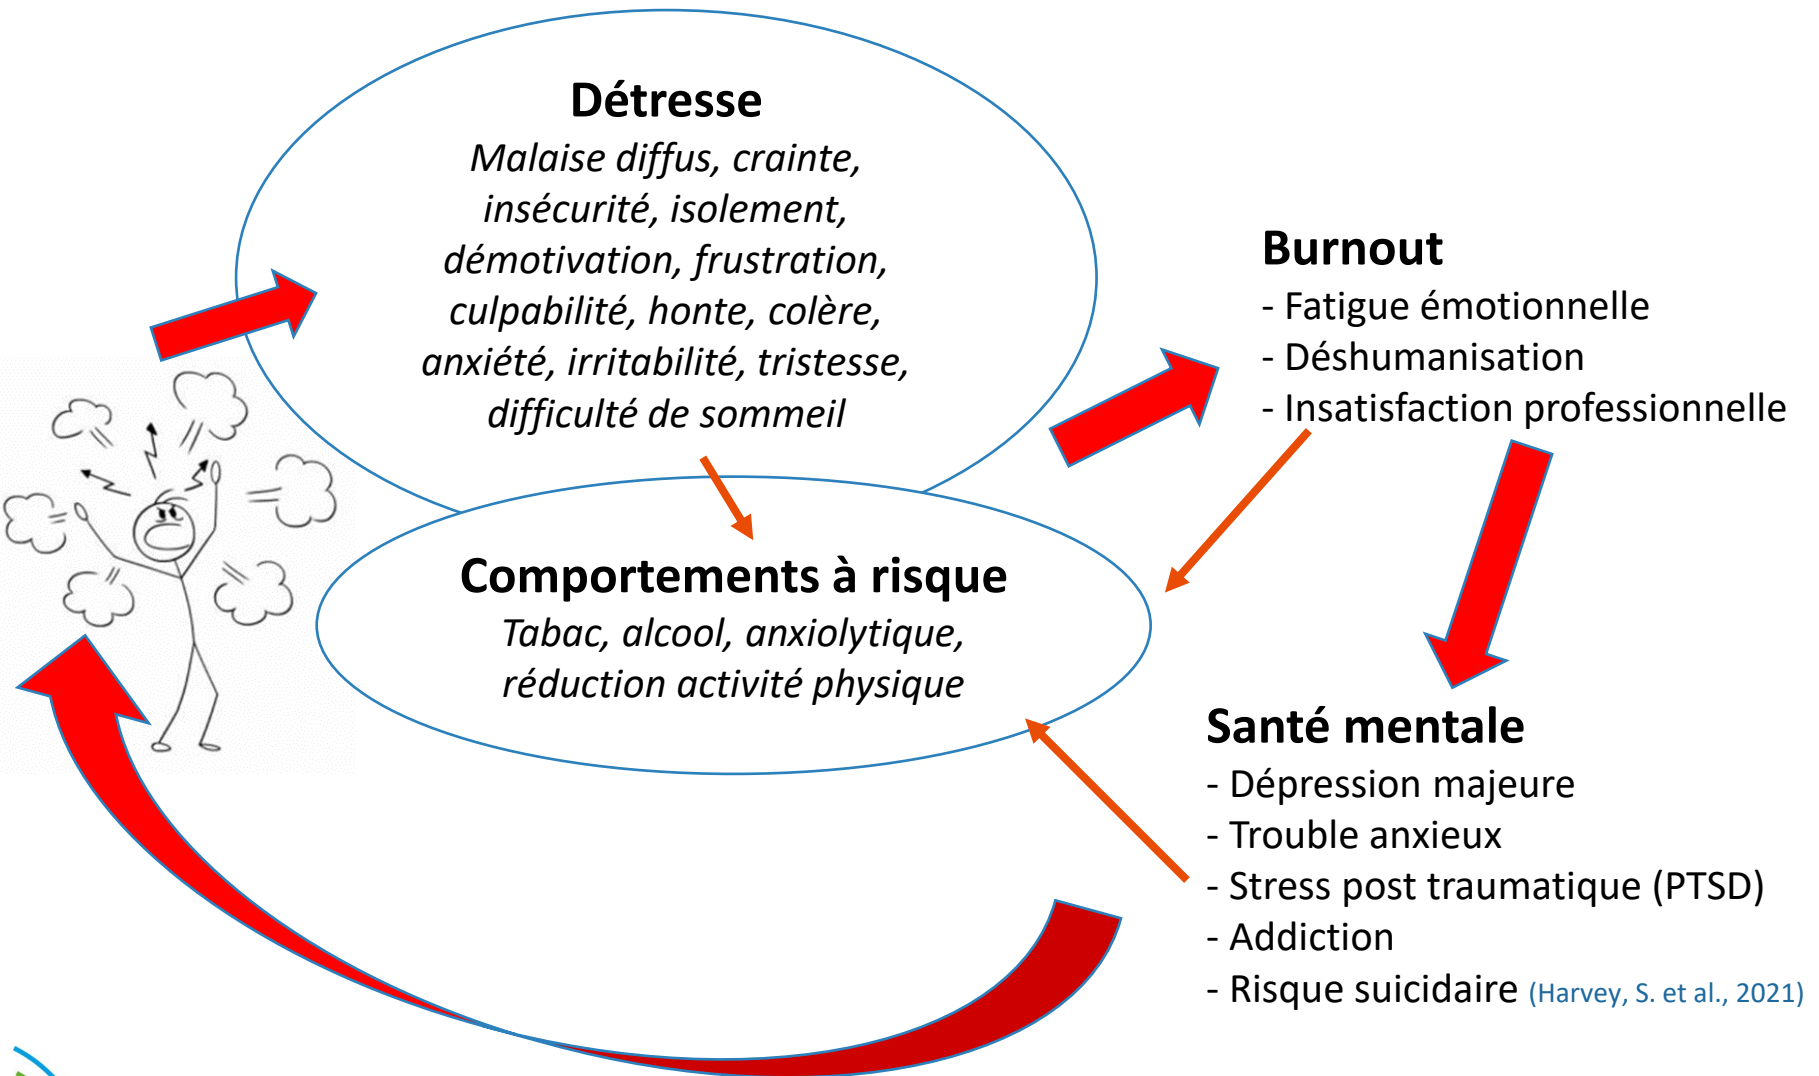 Détresse
Malaise diffus, crainte,
insécurité, isolement,
démotivation, frustration,
culpabilité, honte, colère,
anxiété, irritabilité, tristesse,
difficulté de sommeil
Comportements à risque
Tabac, alcool, anxiolytique,
réduction activité physique
Burnout
- Fatigue émotionnelle
- Déshumanisation
- Insatisfaction professionnelle
Santé mentale
- Dépression majeure
- Trouble anxieux
- Stress post traumatique (PTSD)
- Addiction
- Risque suicidaire (Harvey, S. et al., 2021)